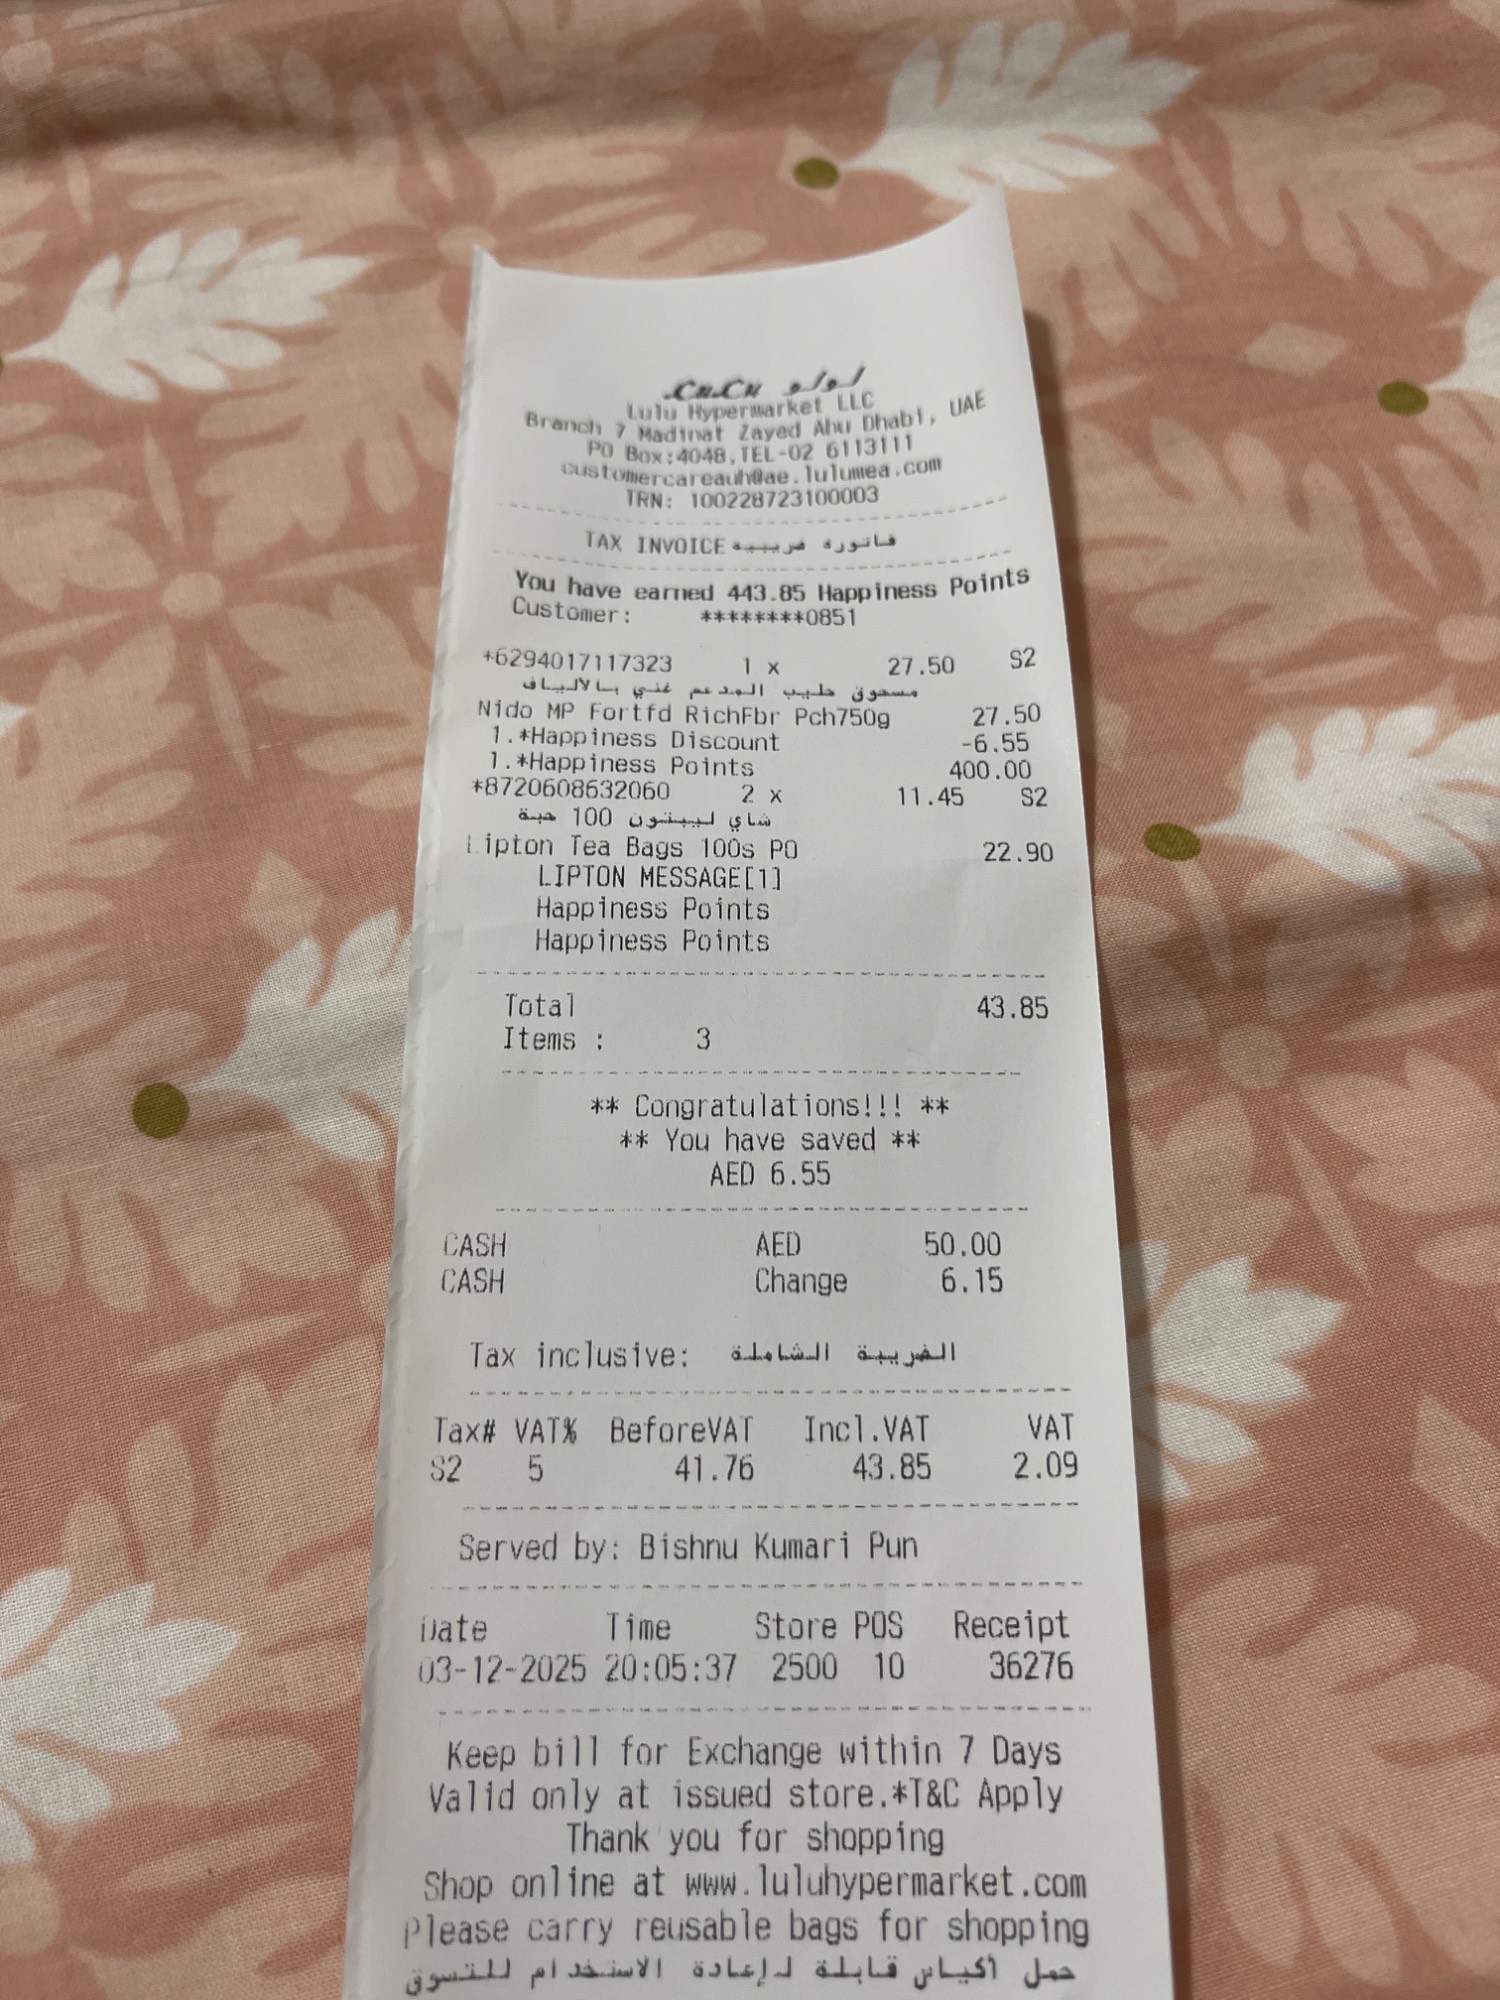 LuLu لولو
Lulu Hypermarket LLC
Branch 7 Madinat Zayed Abu Dhabi, UAE
PO Box:4048,TEL-02 6113111
customercareauh@ae.lulumea.com
TRN: 100228723100003
TAX INVOICE فاتورة ضريبية
You have earned 443.85 Happiness Points
Customer: ********0851
+6294017117323 1 x 27.50 S2
مسحوق حليب المدعم غني بالالياف
Nido MP Fortfd RichFbr Pch750g 27.50
1.*Happiness Discount -6.55
1.*Happiness Points 400.00
*8720608632060 2 x 11.45 S2
شاي ليبتون 100 حبة
Lipton Tea Bags 100s PO 22.90
LIPTON MESSAGE[1]
Happiness Points
Happiness Points
Total 43.85
Items : 3
** Congratulations!!! **
** You have saved **
AED 6.55
CASH AED 50.00
CASH Change 6.15
Tax inclusive: الضريبة الشاملة
Tax# VAT% BeforeVAT Incl.VAT VAT
S2 5 41.76 43.85 2.09
Served by: Bishnu Kumari Pun
Date Time Store POS Receipt
03-12-2025 20:05:37 2500 10 36276
Keep bill for Exchange within 7 Days
Valid only at issued store.*T&C Apply
Thank you for shopping
Shop online at www.luluhypermarket.com
Please carry reusable bags for shopping
حمل أكياس قابلة لإعادة الاستخدام للتسوق